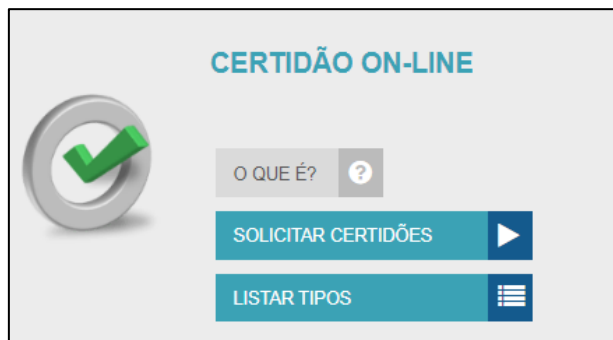 CERTIDÃO ON-LINE
O QUE É?
SOLICITAR CERTIDÕES
LISTAR TIPOS